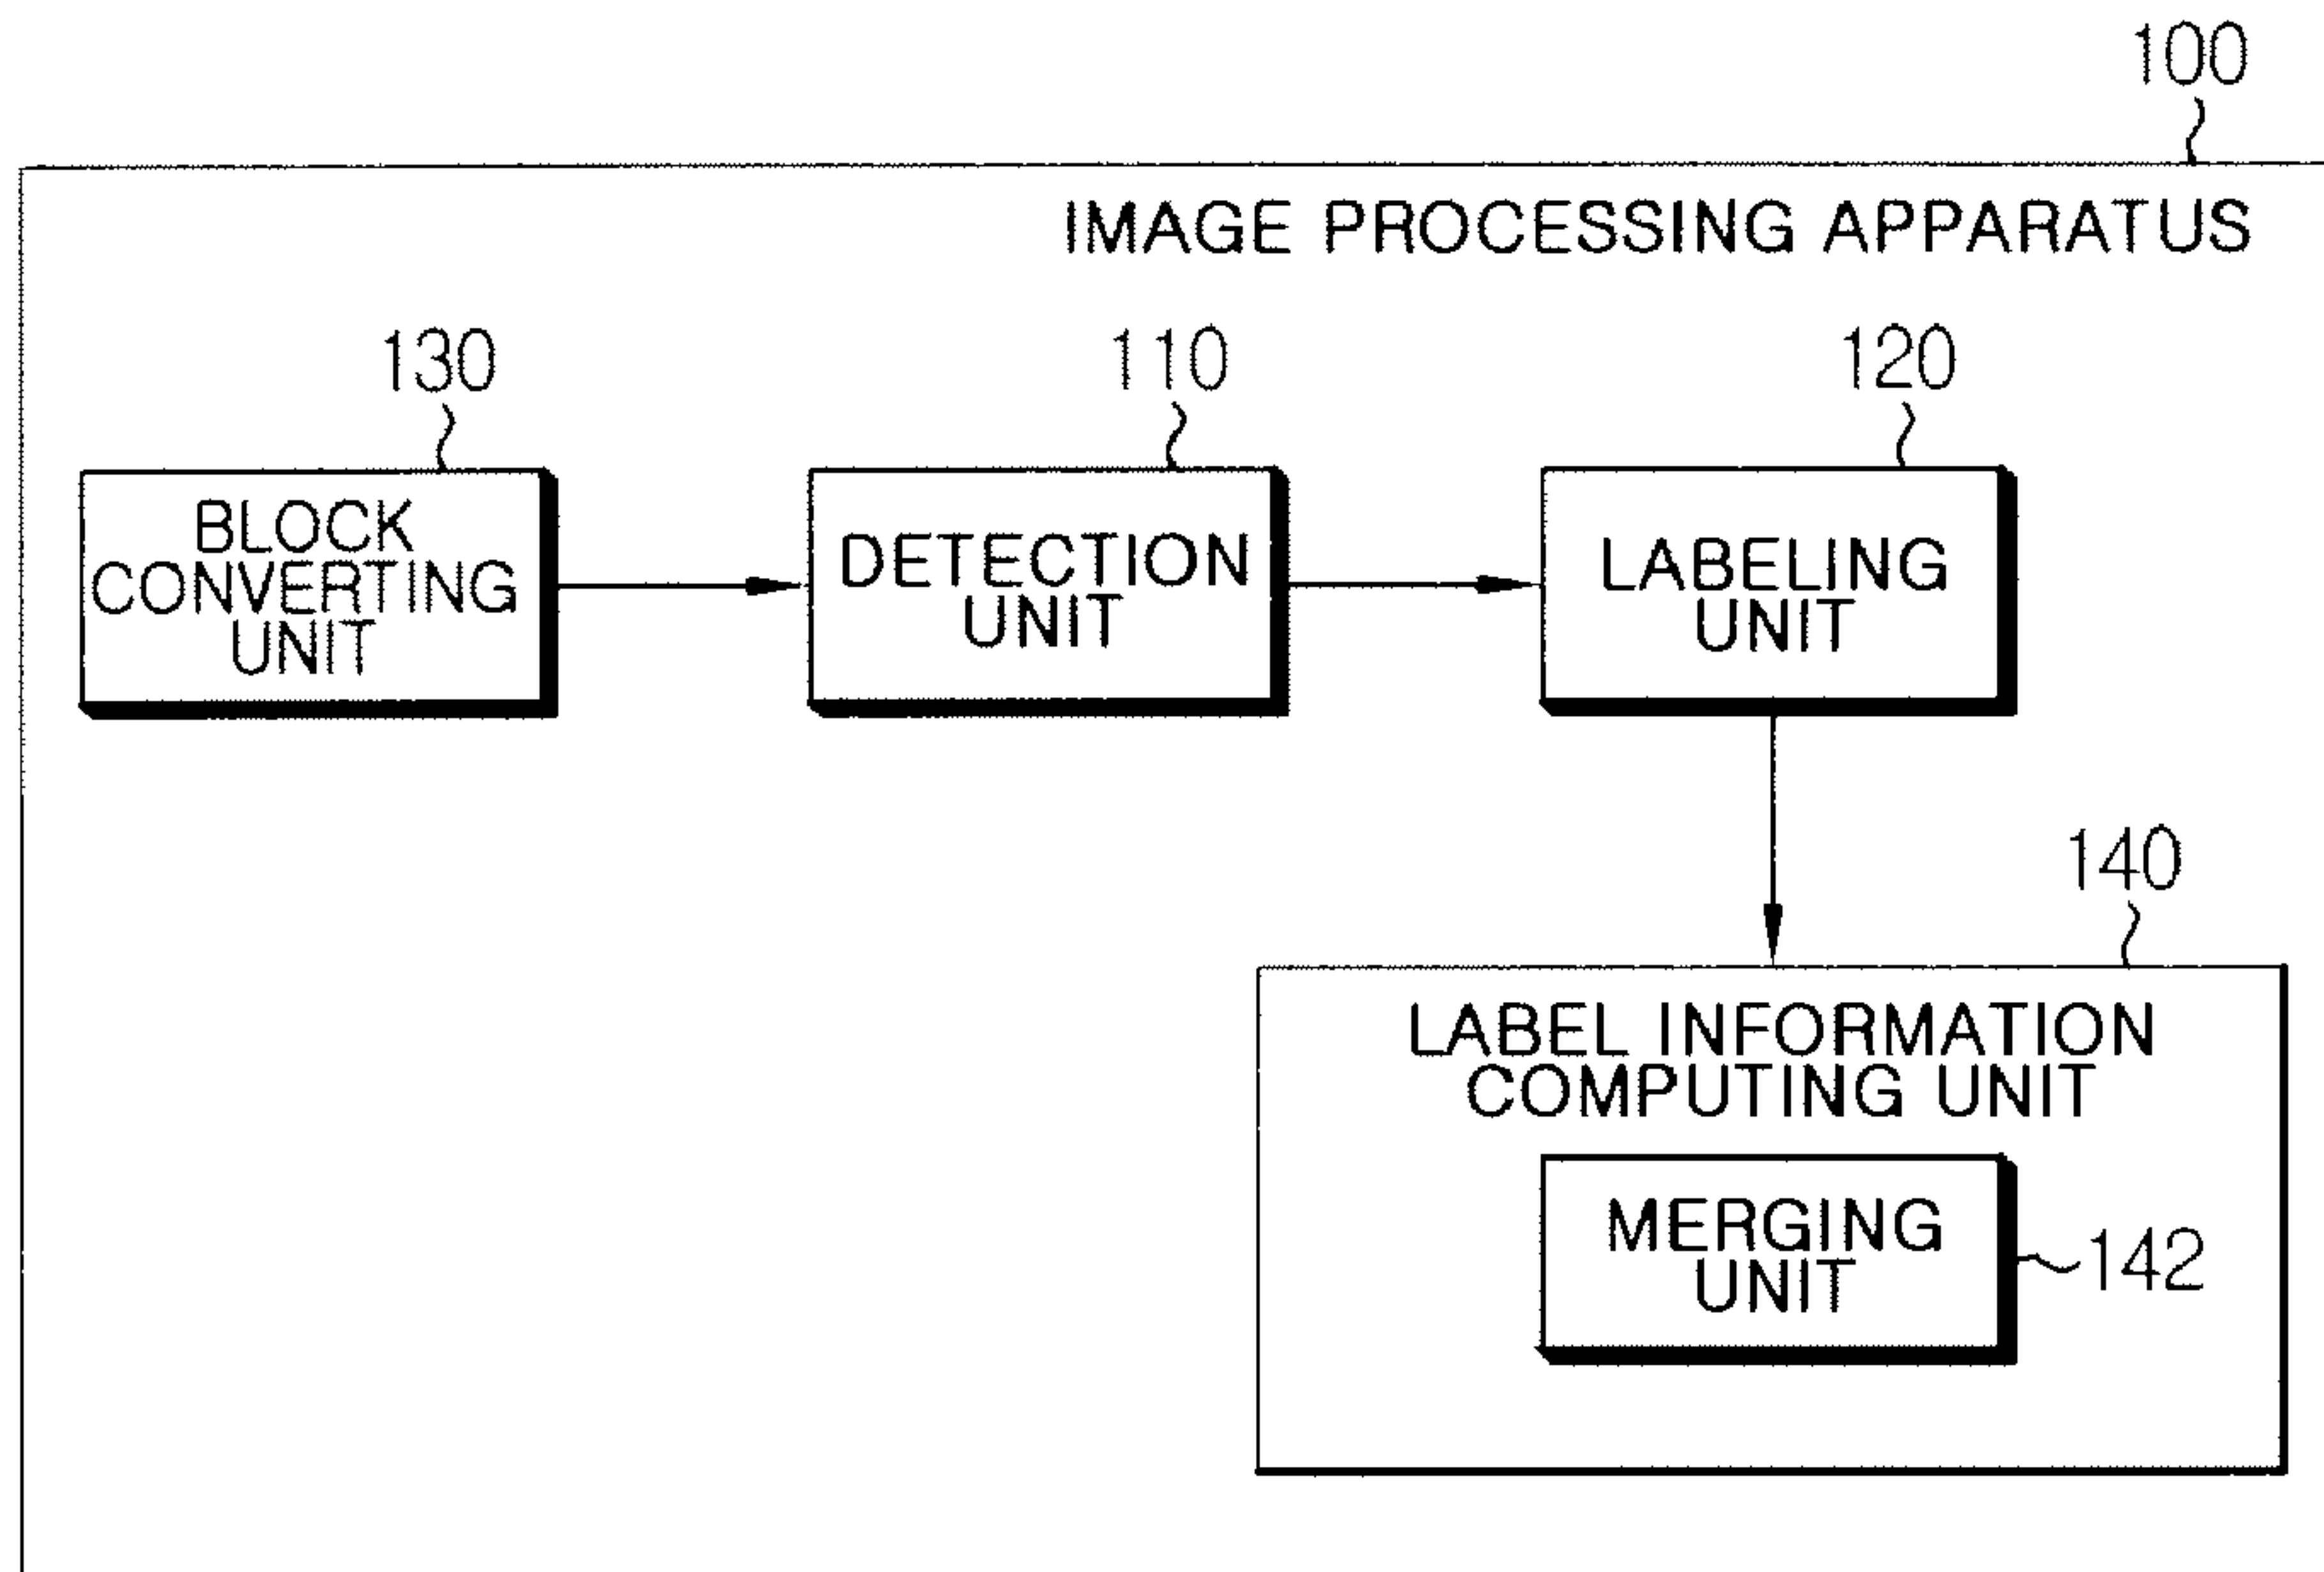 100
IMAGE PROCESSING APPARATUS
130
110
120
BLOCK
CONVERTING
UNIT
DETECTION
UNIT
LABELING
UNIT
140
LABEL INFORMATION
COMPUTING UNIT
MERGING
UNIT
142